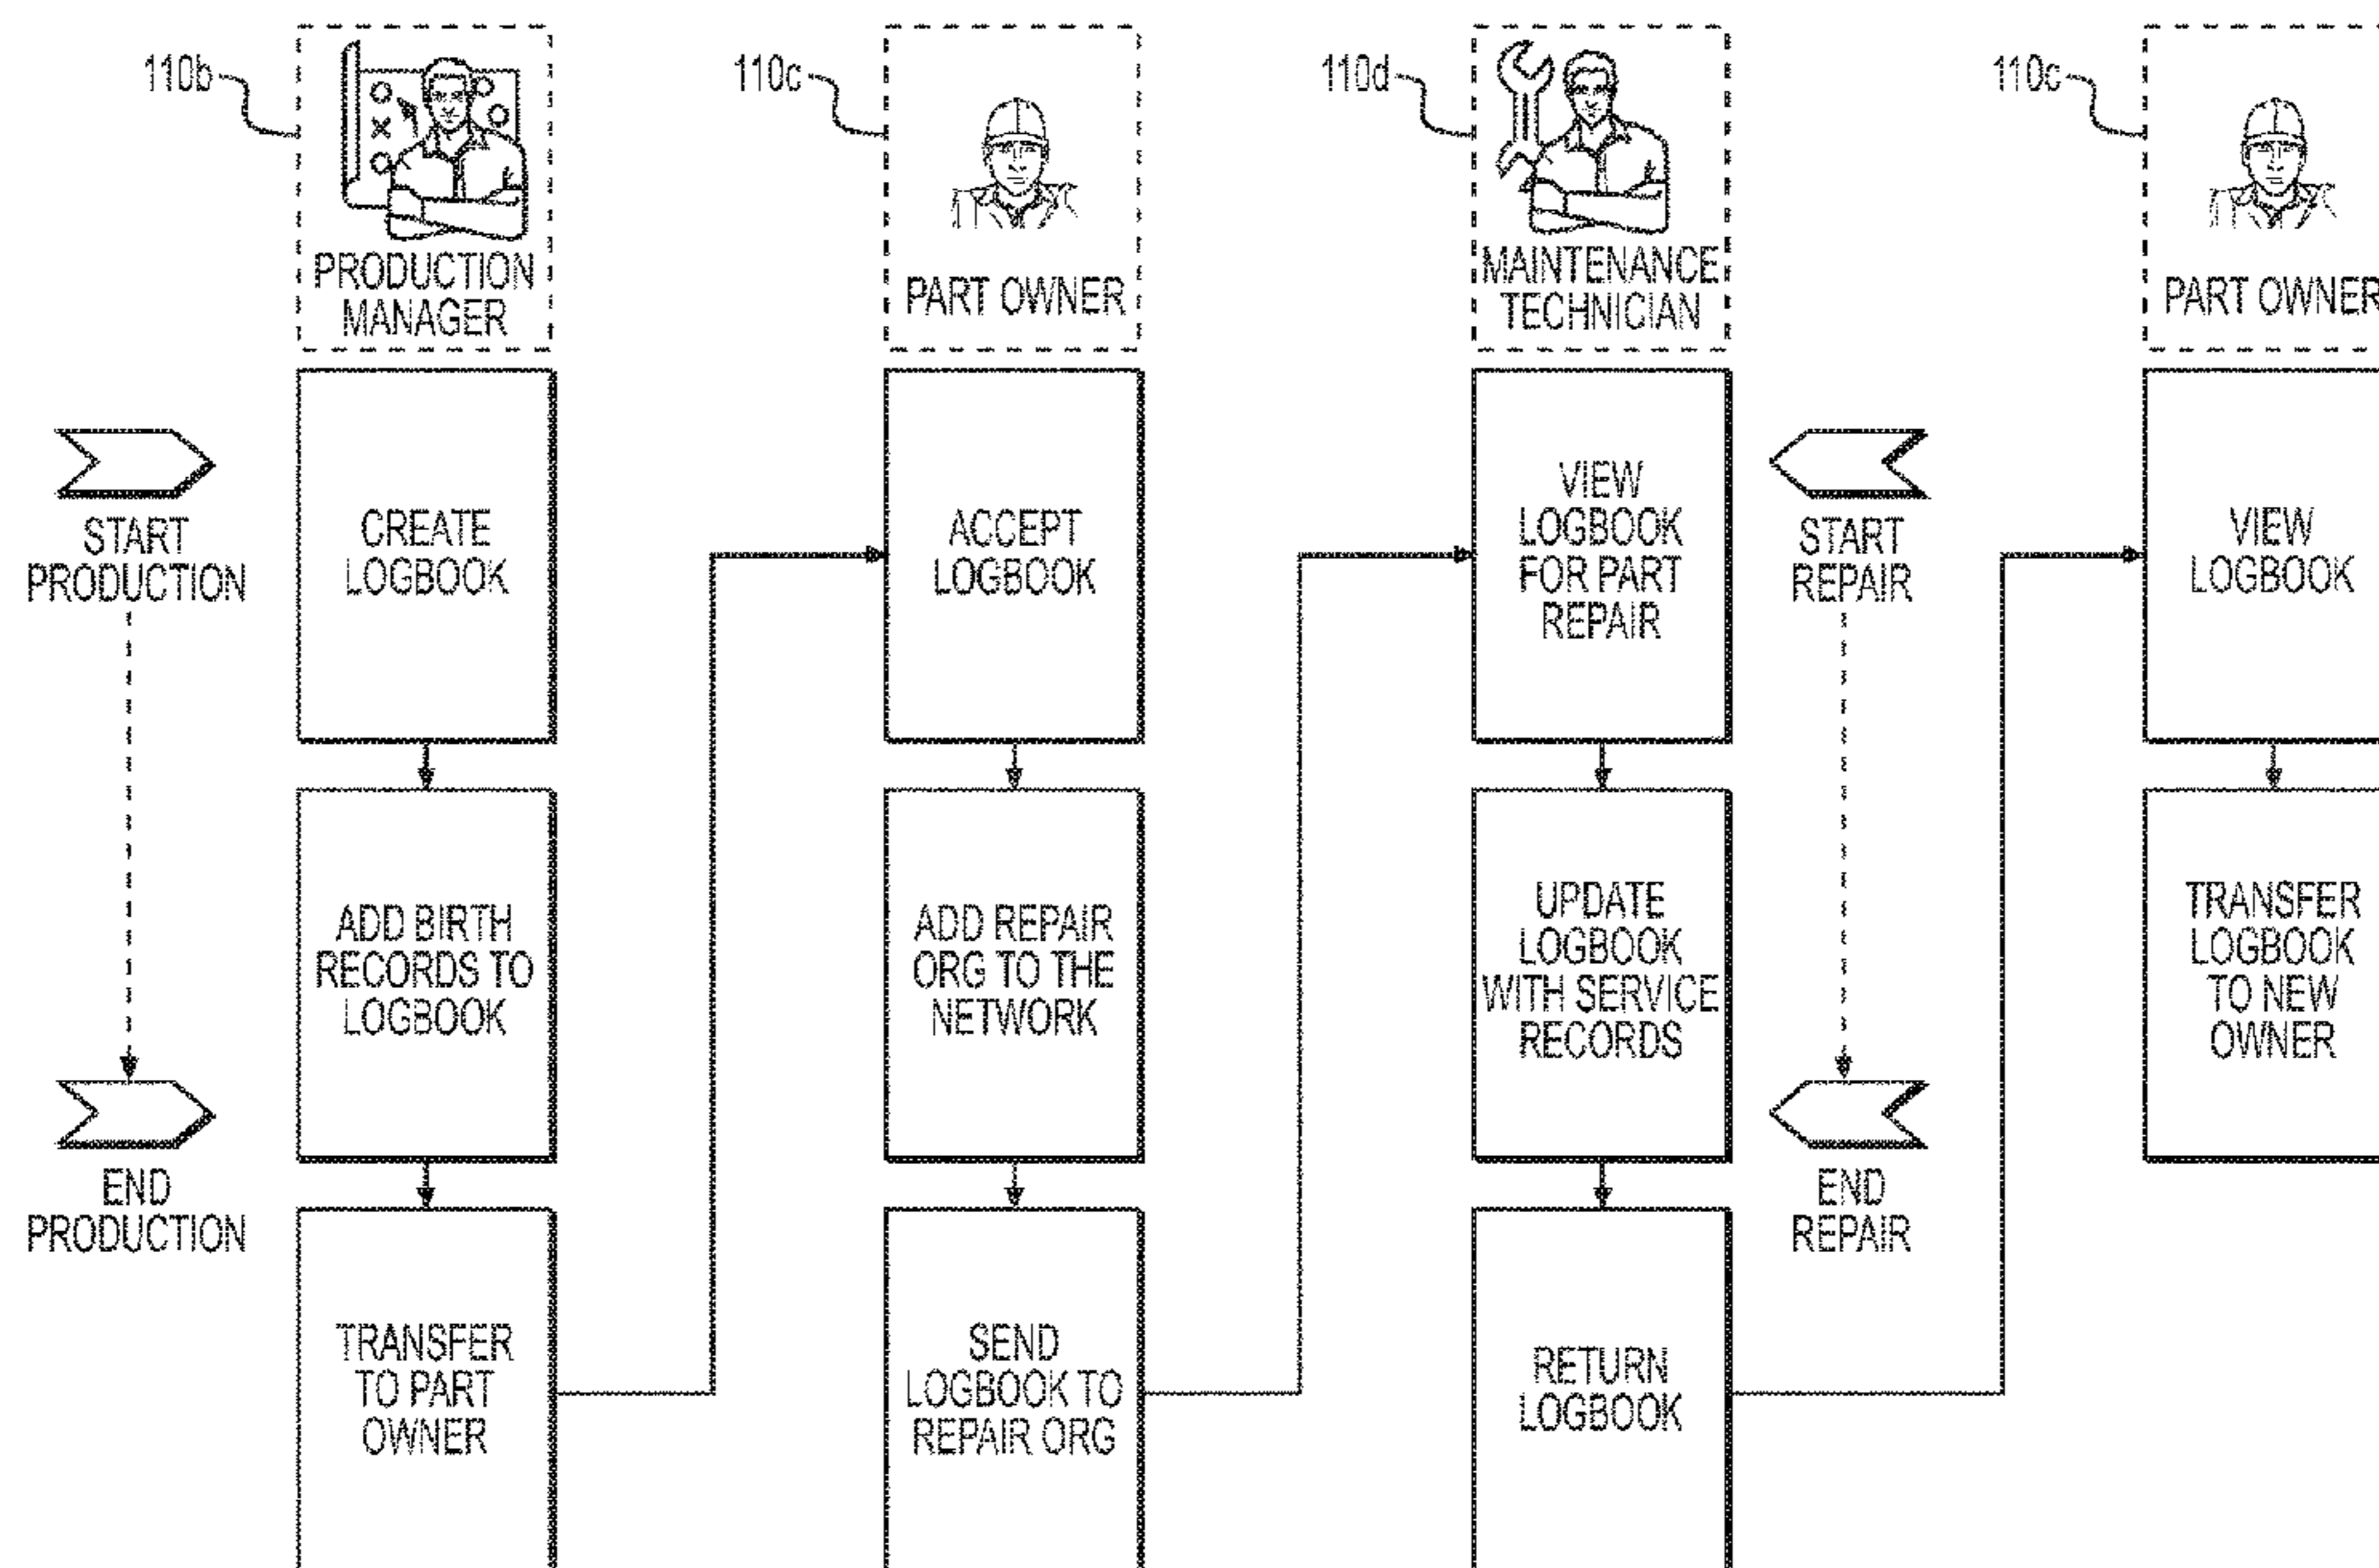 110b
PRODUCTION
MANAGER
110c
PART OWNER
110d
MAINTENANCE
TECHNICIAN
110c
PART OWNER
START
PRODUCTION
END
PRODUCTION
CREATE
LOGBOOK
ADD BIRTH
RECORDS TO
LOGBOOK
TRANSFER
TO PART
OWNER
ACCEPT
LOGBOOK
ADD REPAIR
ORG TO THE
NETWORK
SEND
LOGBOOK TO
REPAIR ORG
VIEW
LOGBOOK
FOR PART
REPAIR
UPDATE
LOGBOOK
WITH SERVICE
RECORDS
RETURN
LOGBOOK
START
REPAIR
END
REPAIR
VIEW
LOGBOOK
TRANSFER
LOGBOOK
TO NEW
OWNER